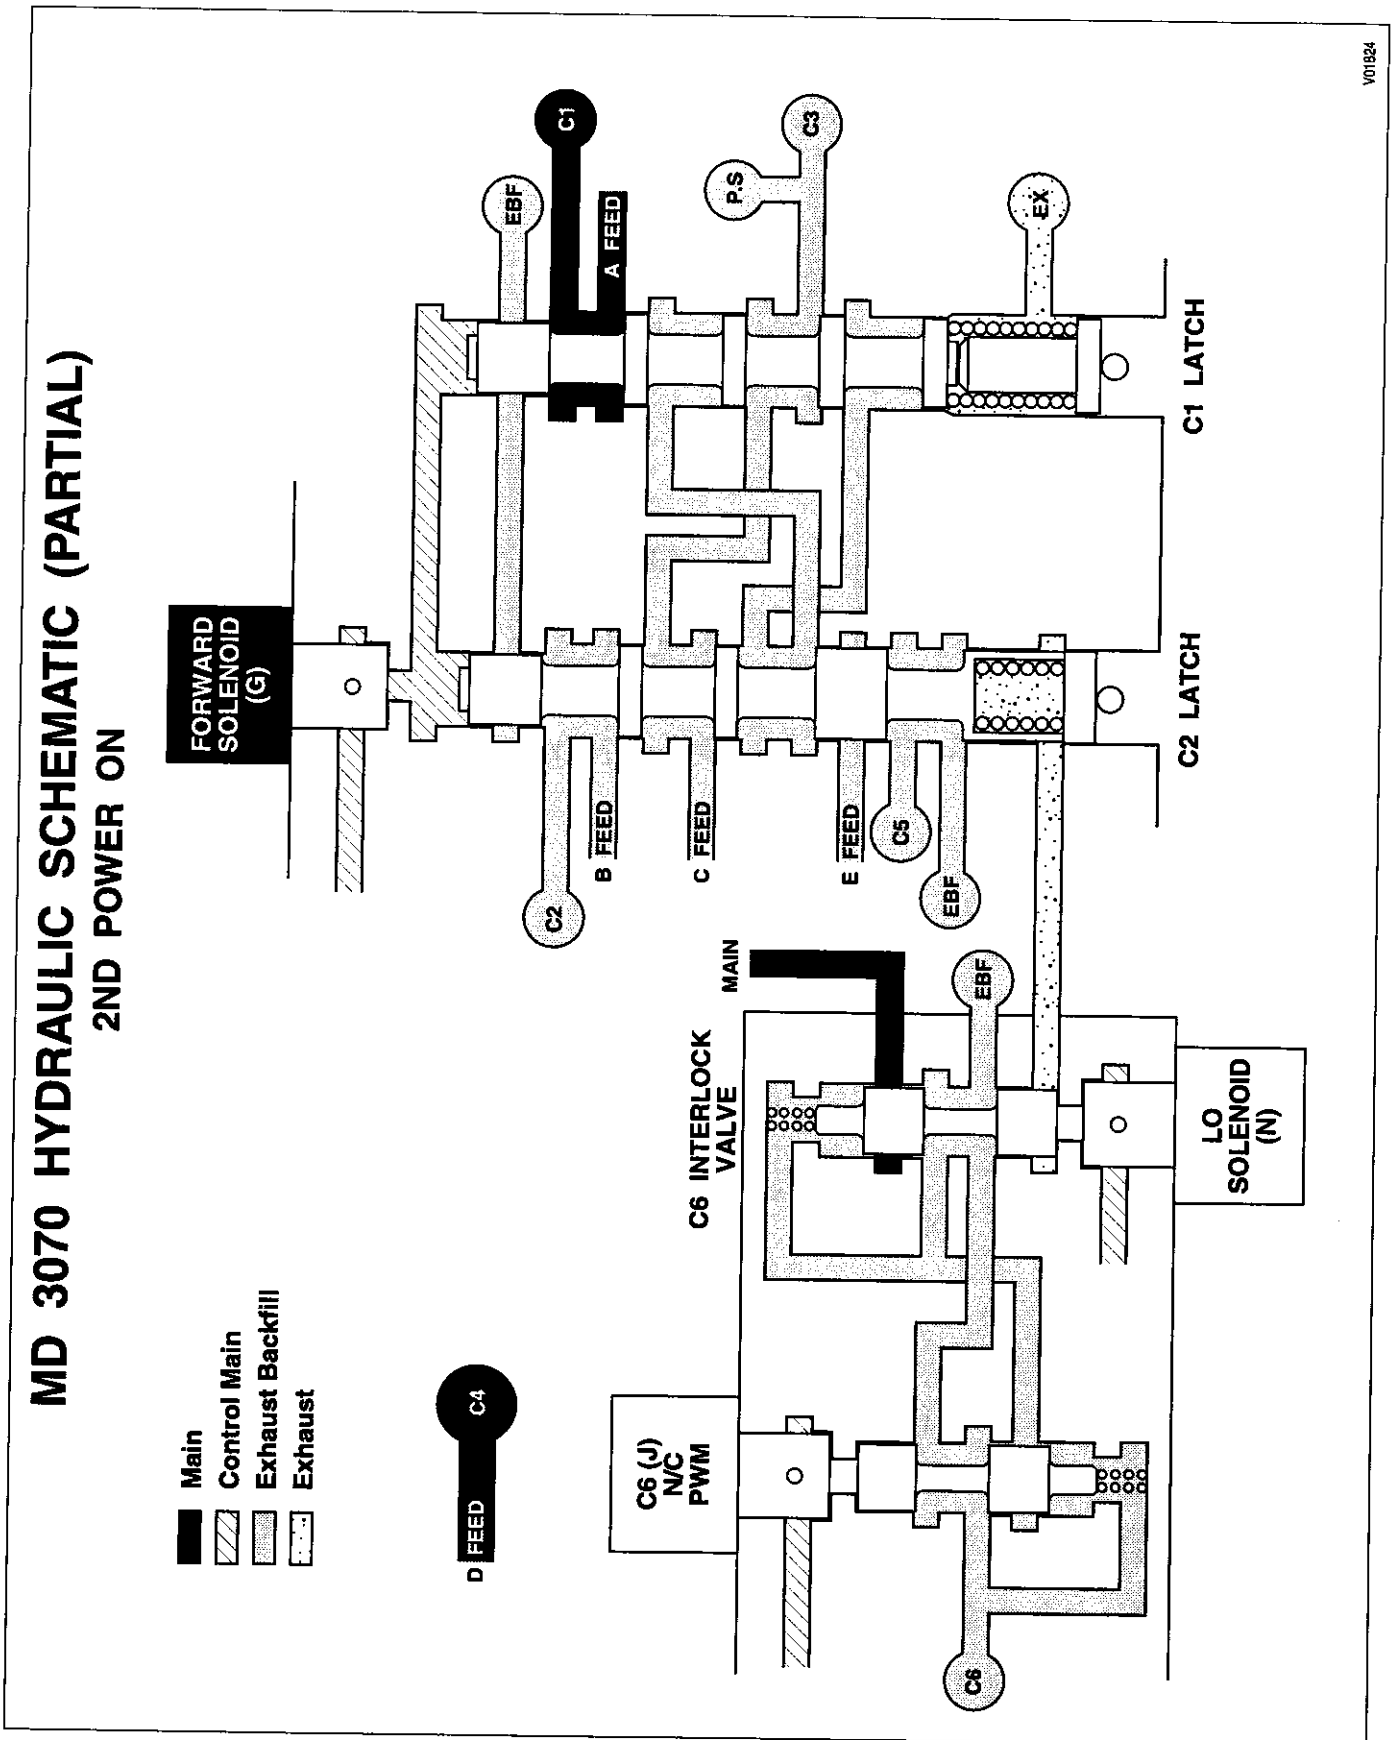 MD 3070 HYDRAULIC SCHEMATIC (PARTIAL)
2ND POWER ON
Main
Control Main
Exhaust Backfill
Exhaust
D FEED
C4
FORWARD
SOLENOID
(G)
EBF
C1
A FEED
P.S
C3
EX
C1 LATCH
C2
B FEED
C FEED
E FEED
C5
EBF
C2 LATCH
MAIN
C6 INTERLOCK
VALVE
EBF
C6 (J)
N/C
PWM
C6
LO
SOLENOID
(N)
V01824